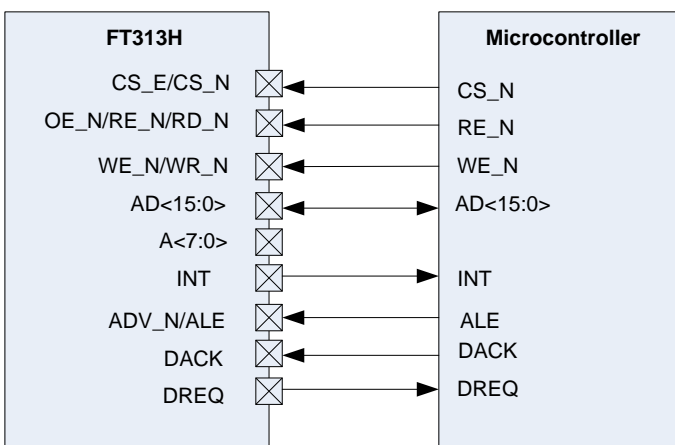 FT313H
Microcontroller
CS_E/CS_N
CS_N
OE_N/RE_N/RD_N
RE_N
WE_N/WR_N
WE_N
AD<15:0>
AD<15:0>
A<7:0>
INT
INT
ADV_N/ALE
ALE
DACK
DACK
DREQ
DREQ